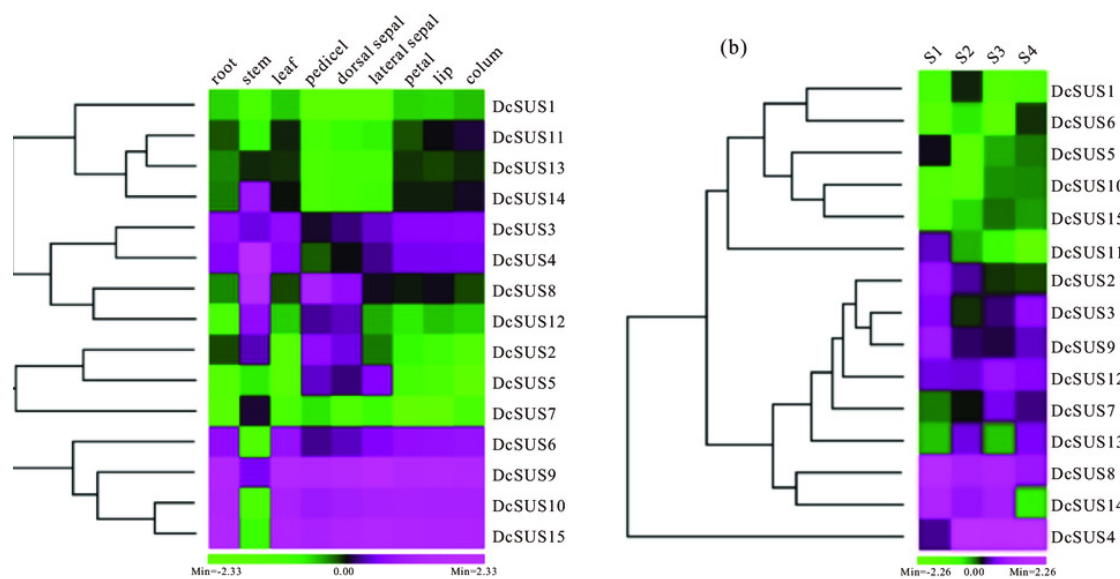 root stem leaf pedicel dorsal sepal lateral sepal petal lip colum
DcSUS1
DcSUS11
DcSUS13
DcSUS14
DcSUS3
DcSUS4
DcSUS8
DcSUS12
DcSUS2
DcSUS5
DcSUS7
DcSUS6
DcSUS9
DcSUS10
DcSUS15
Min=-2.33 0.00 Min=2.33
(b)
S1 S2 S3 S4
DcSUS1
DcSUS6
DcSUS5
DcSUS10
DcSUS15
DcSUS11
DcSUS2
DcSUS3
DcSUS9
DcSUS12
DcSUS7
DcSUS13
DcSUS8
DcSUS14
DcSUS4
Min=-2.26 0.00 Min=2.26